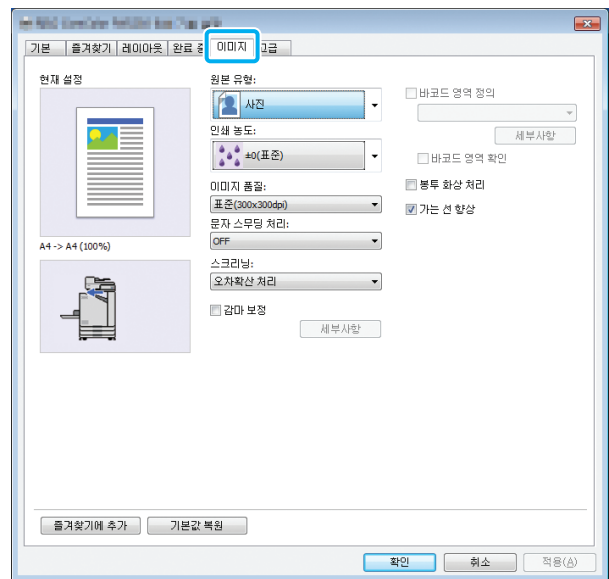 기본 즐겨찾기 레이아웃 완료 이미지 고급
현재 설정
A4 -> A4 (100%)
원본 유형:
사진
인쇄 농도:
±0(표준)
이미지 품질:
표준(300x300dpi)
문자 스무딩 처리:
OFF
스크리닝:
오차확산 처리
감마 보정
세부사항
바코드 영역 정의
세부사항
바코드 영역 확인
봉투 화상 처리
가는 선 향상
즐겨찾기에 추가 기본값 복원
확인 취소 적용(A)